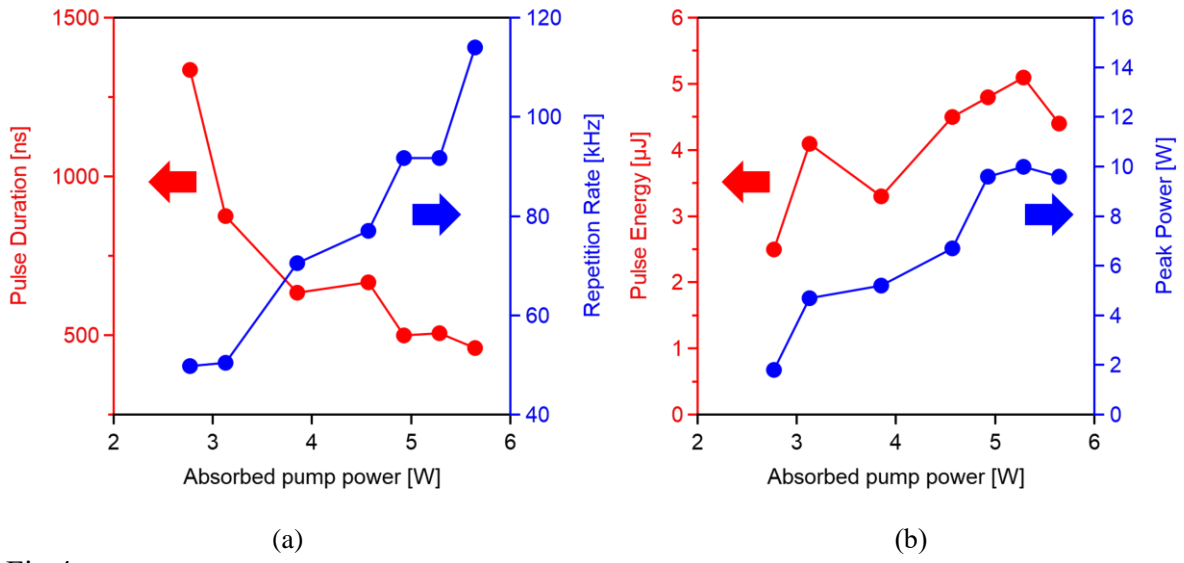 1500
1000
500
Pulse Duration [ns]
120
100
80
60
40
Repetition Rate [kHz]
2 3 4 5 6
Absorbed pump power [W]
(a)
6
5
4
3
2
1
0
Pulse Energy [µJ]
16
14
12
10
8
6
4
2
0
Peak Power [W]
2 3 4 5 6
Absorbed pump power [W]
(b)